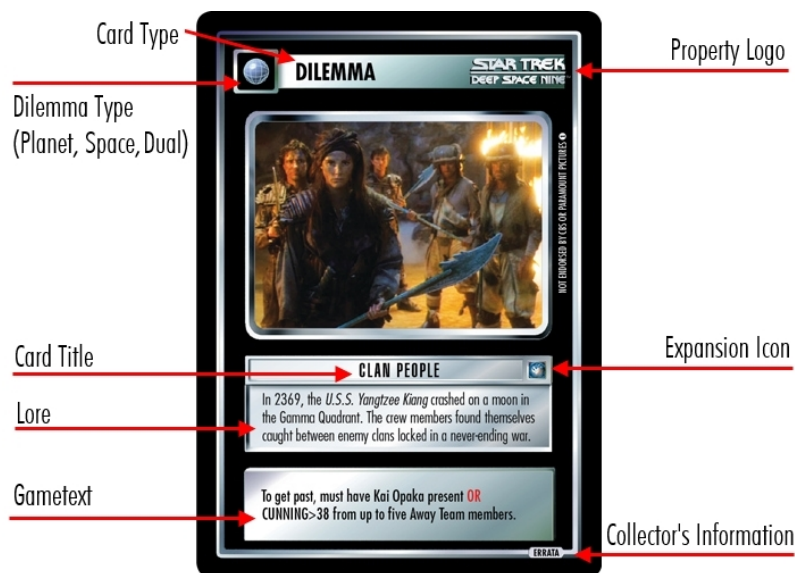 Card Type
Property Logo
DILEMMA
STAR TREK
DEEP SPACE NINE
Dilemma Type
(Planet, Space, Dual)
NOT ENDORSED BY CBS OR PARAMOUNT PICTURES
Card Title
CLAN PEOPLE
Expansion Icon
Lore
In 2369, the U.S.S. Yangtzee Kiang crashed on a moon in
the Gamma Quadrant. The crew members found themselves
caught between enemy clans locked in a never-ending war.
Gametext
To get past, must have Kai Opaka present OR
CUNNING>38 from up to five Away Team members.
Collector's Information
ERRATA